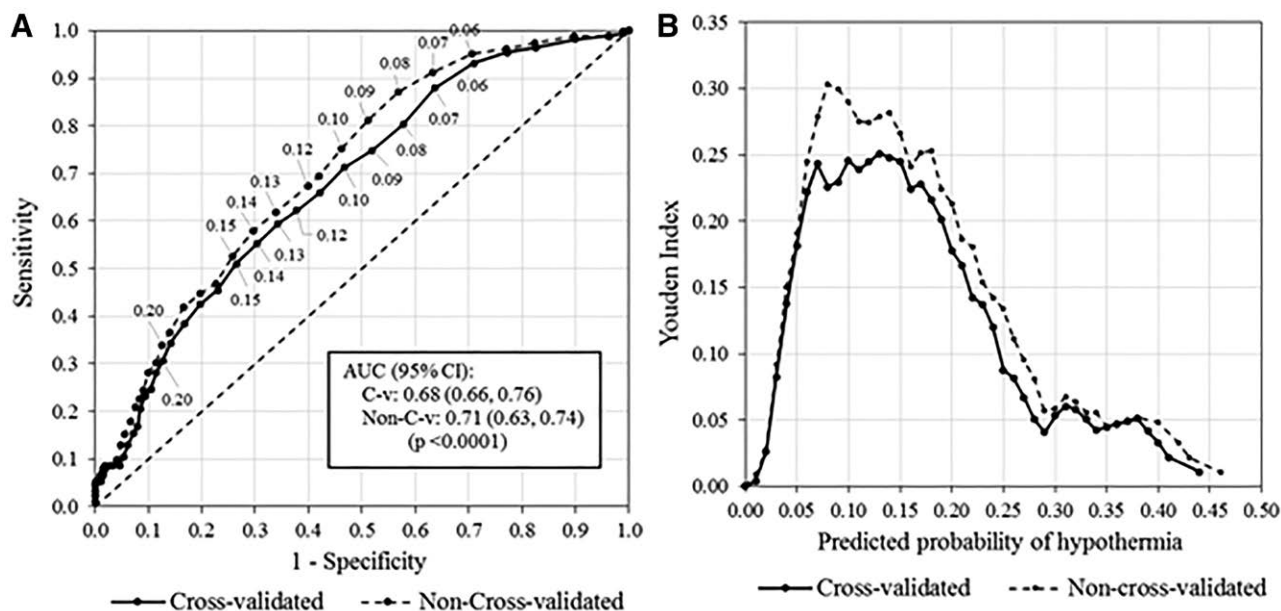 A
1.0
0.9
0.8
0.7
0.6
0.5
0.4
0.3
0.2
0.1
0.0
Sensitivity
0.06
0.07
0.08
0.09
0.10
0.12
0.13
0.14
0.15
0.20
0.06
0.07
0.08
0.09
0.10
0.12
0.13
0.14
0.15
0.20
AUC (95% CI):
C-v: 0.68 (0.66, 0.76)
Non-C-v: 0.71 (0.63, 0.74)
(p <0.0001)
0.0 0.1 0.2 0.3 0.4 0.5 0.6 0.7 0.8 0.9 1.0
1 - Specificity
Cross-validated Non-Cross-validated
B
0.35
0.30
0.25
0.20
0.15
0.10
0.05
0.00
Youden Index
0.00 0.05 0.10 0.15 0.20 0.25 0.30 0.35 0.40 0.45 0.50
Predicted probability of hypothermia
Cross-validated Non-cross-validated